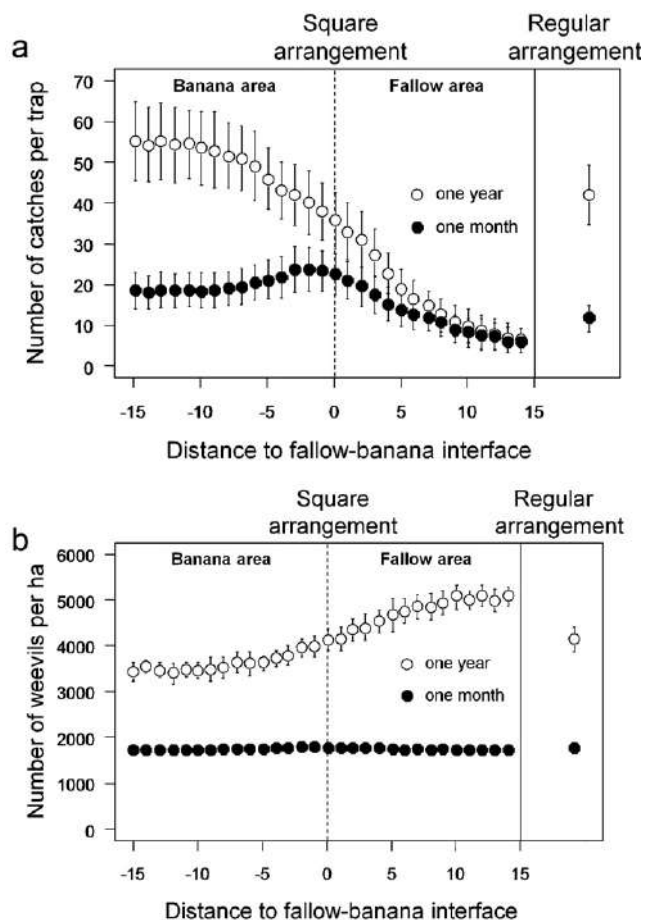 Square arrangement
Regular arrangement
a
Banana area
Fallow area
Number of catches per trap
70
60
50
40
30
20
10
0
one year
one month
-15 -10 -5 0 5 10 15
Distance to fallow-banana interface
Square arrangement
Regular arrangement
b
Banana area
Fallow area
Number of weevils per ha
6000
5000
4000
3000
2000
1000
0
one year
one month
-15 -10 -5 0 5 10 15
Distance to fallow-banana interface